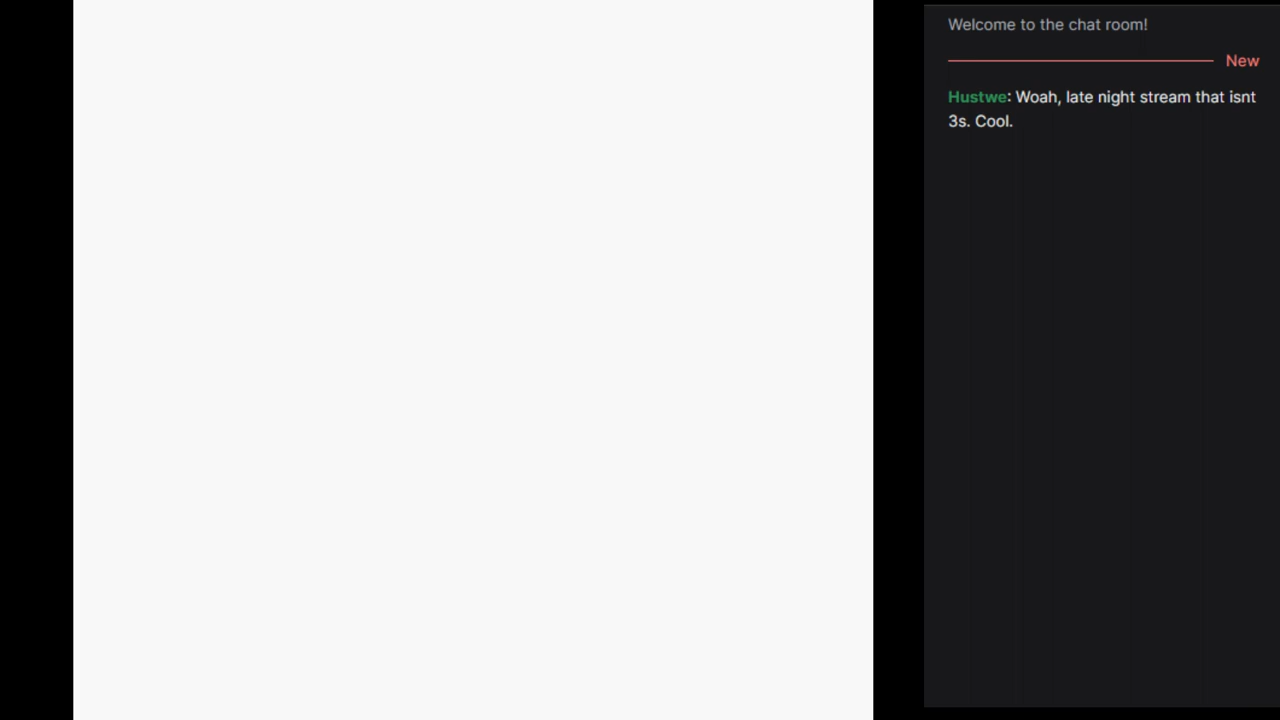 Welcome to the chat room!
New
Hustwe: Woah, late night stream that isnt
3s. Cool.